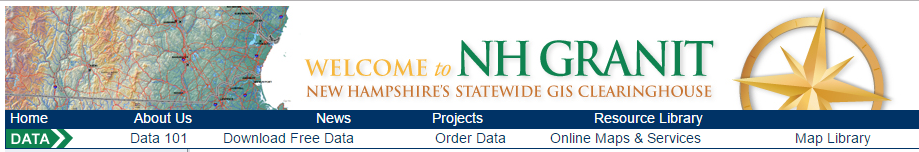 WELCOME to NH GRANIT
NEW HAMPSHIRE'S STATEWIDE GIS CLEARINGHOUSE
Home About Us News Projects Resource Library
DATA Data 101 Download Free Data Order Data Online Maps & Services Map Library